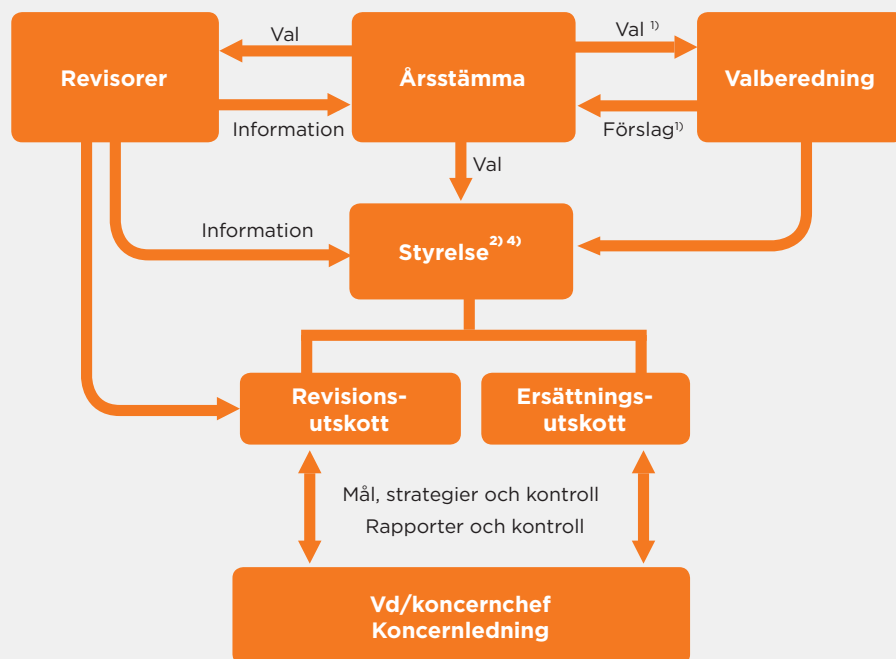 Val
Val ¹⁾
Revisorer
Årsstämma
Valberedning
Information
Förslag¹⁾
Val
Information
Styrelse²⁾ ⁴⁾
Revisions-
utskott
Ersättnings-
utskott
Mål, strategier och kontroll
Rapporter och kontroll
Vd/koncernchef
Koncernledning